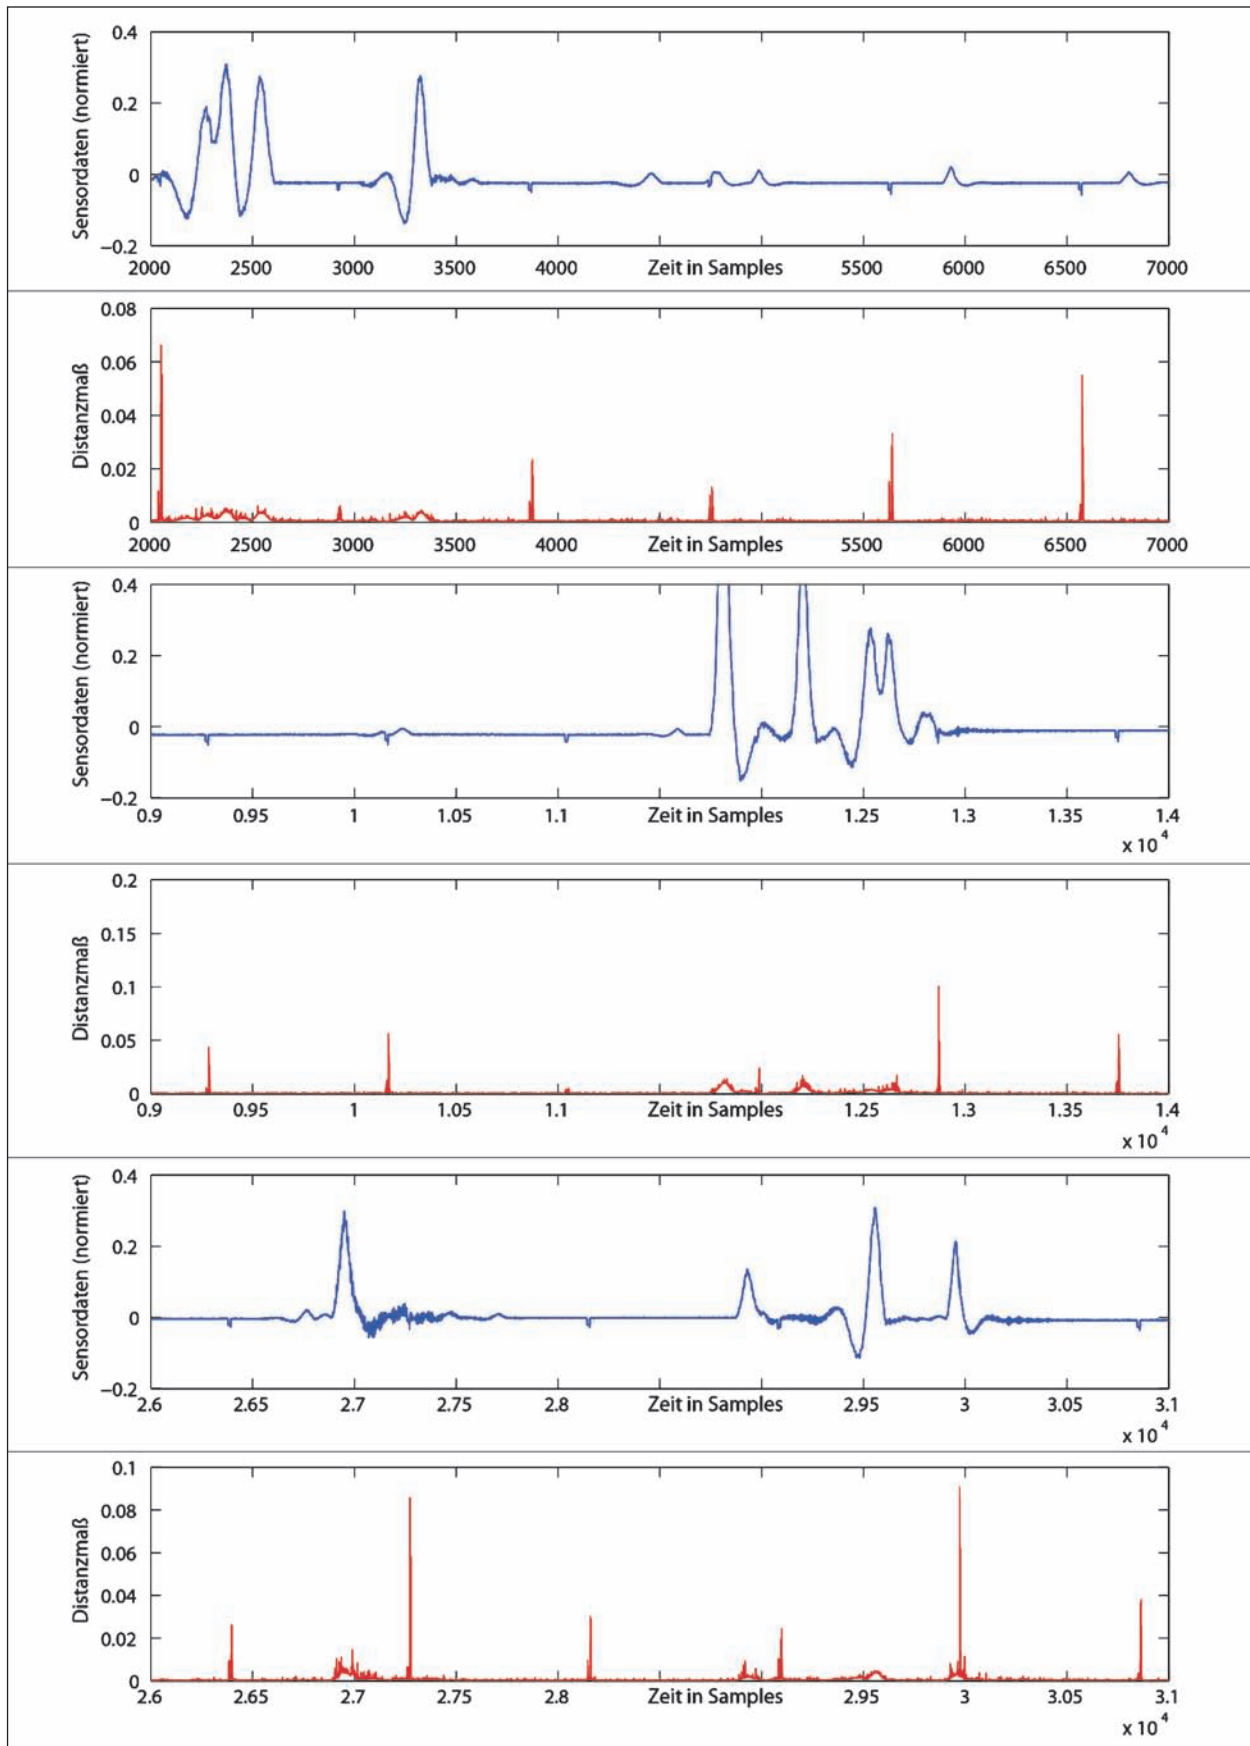 Sensordaten (normiert)
0.4
0.2
0
−0.2
2000 2500 3000 3500 4000 Zeit in Samples 5500 6000 6500 7000
Distanzmaß
0.08
0.06
0.04
0.02
0
2000 2500 3000 3500 4000 Zeit in Samples 5500 6000 6500 7000
Sensordaten (normiert)
0.4
0.2
0
−0.2
0.9 0.95 1 1.05 1.1 Zeit in Samples 1.25 1.3 1.35 1.4
x 10 4
Distanzmaß
0.2
0.15
0.1
0.05
0
0.9 0.95 1 1.05 1.1 Zeit in Samples 1.25 1.3 1.35 1.4
x 10 4
Sensordaten (normiert)
0.4
0.2
0
−0.2
2.6 2.65 2.7 2.75 2.8 Zeit in Samples 2.95 3 3.05 3.1
x 10 4
Distanzmaß
0.1
0.08
0.06
0.04
0.02
0
2.6 2.65 2.7 2.75 2.8 Zeit in Samples 2.95 3 3.05 3.1
x 10 4